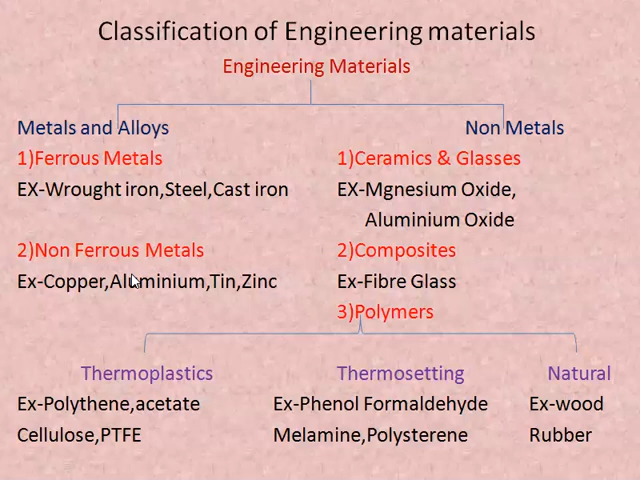 Classification of Engineering materials
Engineering Materials
Metals and Alloys
Non Metals
1)Ferrous Metals
1)Ceramics & Glasses
EX-Wrought iron,Steel,Cast iron
EX-Mgnesium Oxide,
Aluminium Oxide
2)Non Ferrous Metals
2)Composites
Ex-Copper,Aluminium,Tin,Zinc
Ex-Fibre Glass
3)Polymers
Thermoplastics
Thermosetting
Natural
Ex-Polythene,acetate
Ex-Phenol Formaldehyde
Ex-wood
Cellulose,PTFE
Melamine,Polysterene
Rubber